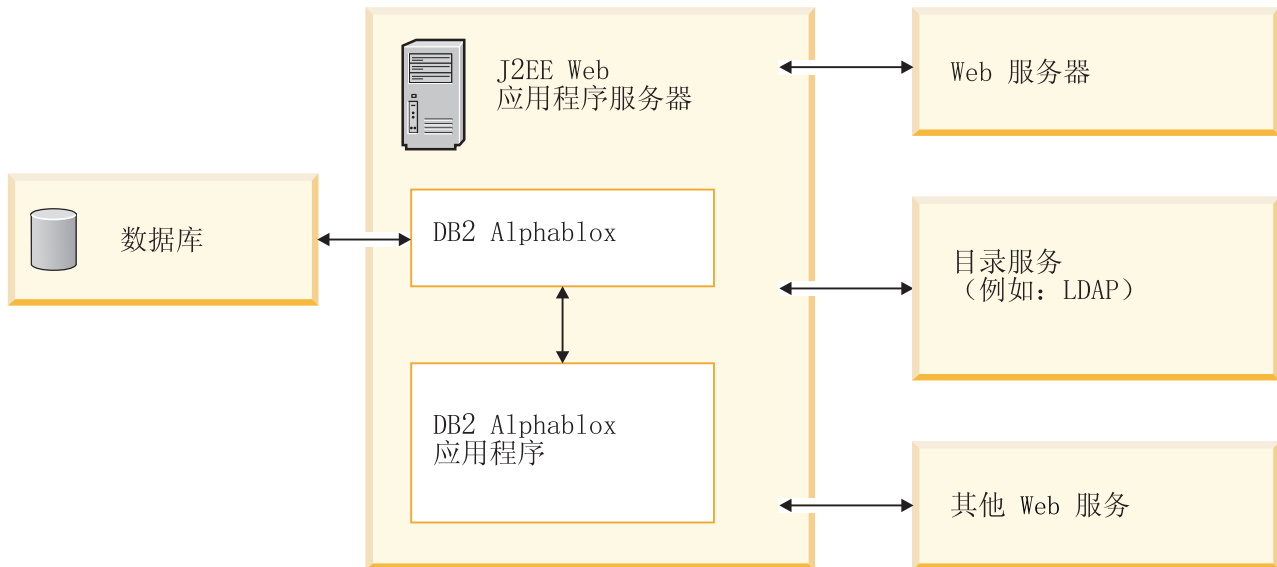 J2EE Web
应用程序服务器
Web 服务器
数据库
DB2 Alphablox
目录服务
（例如：LDAP）
DB2 Alphablox
应用程序
其他 Web 服务